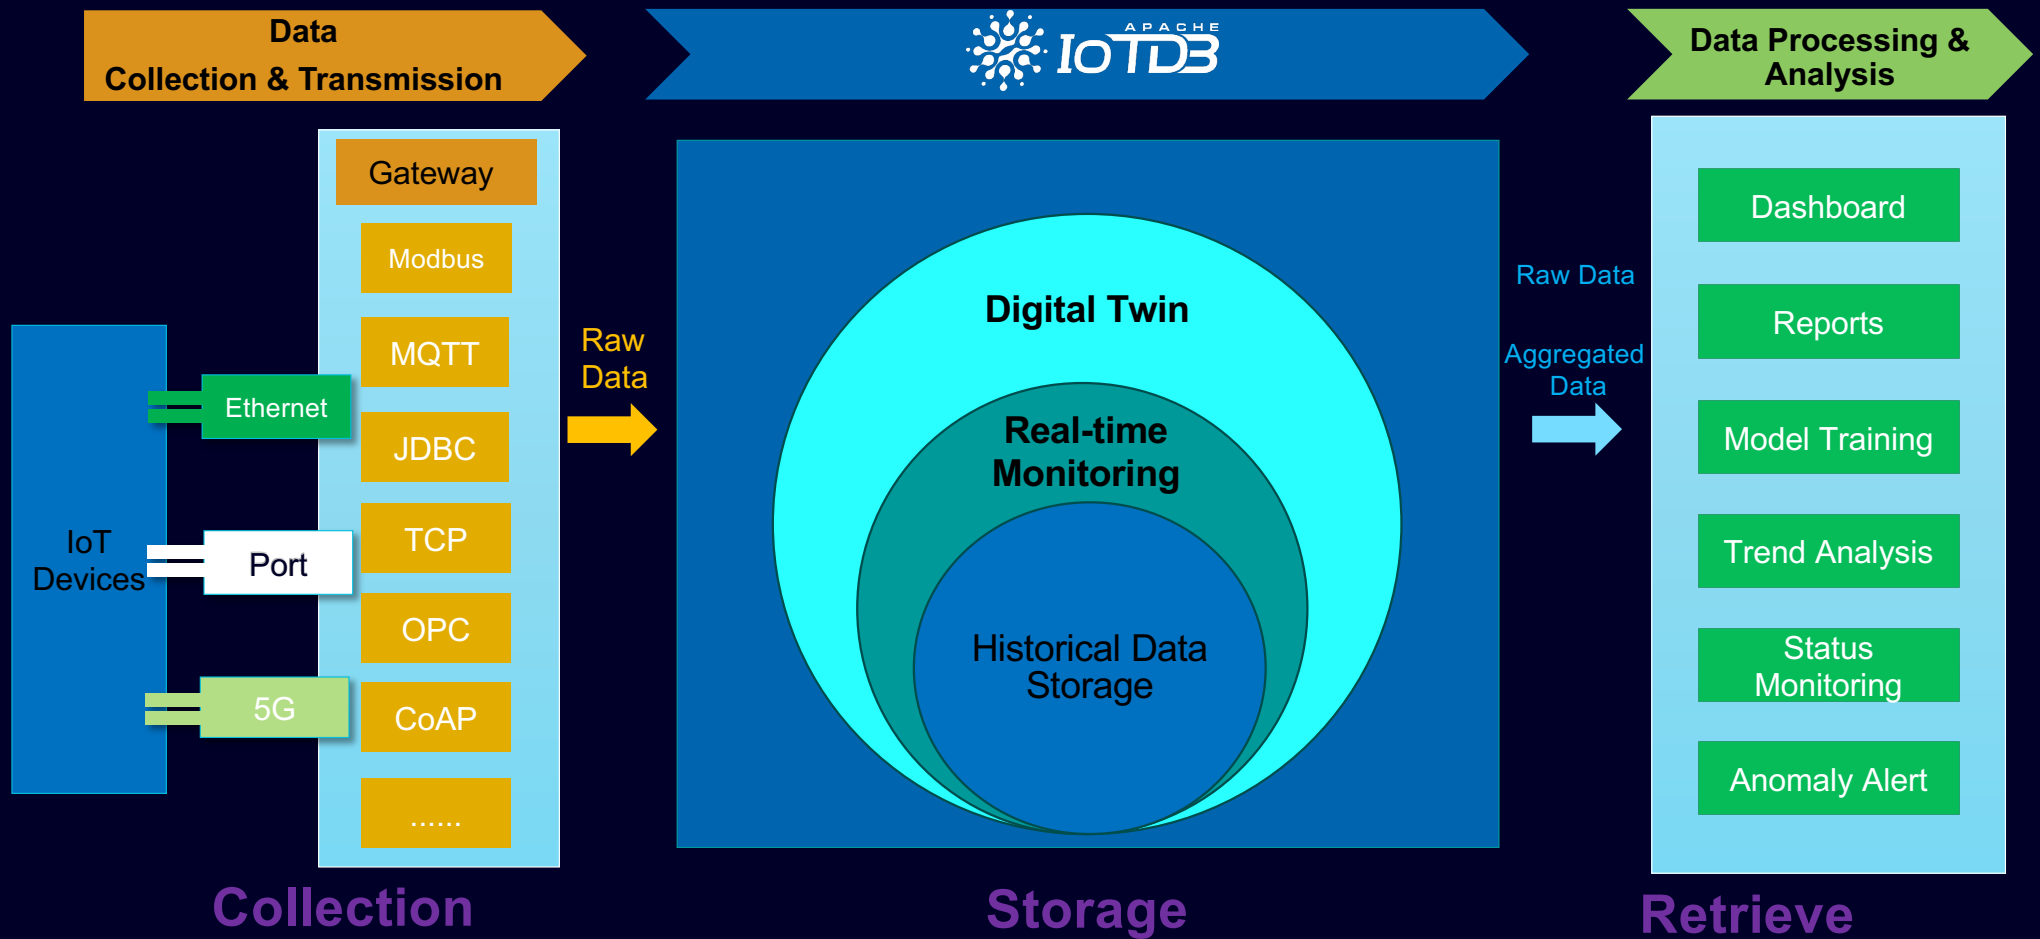 Data
Collection & Transmission
APACHE
IoTDB
Data Processing &
Analysis
Gateway
Modbus
MQTT
JDBC
TCP
OPC
CoAP
......
IoT
Devices
Ethernet
Port
5G
Raw
Data
Digital Twin
Real-time
Monitoring
Historical Data
Storage
Raw Data
Aggregated
Data
Dashboard
Reports
Model Training
Trend Analysis
Status
Monitoring
Anomaly Alert
Collection
Storage
Retrieve